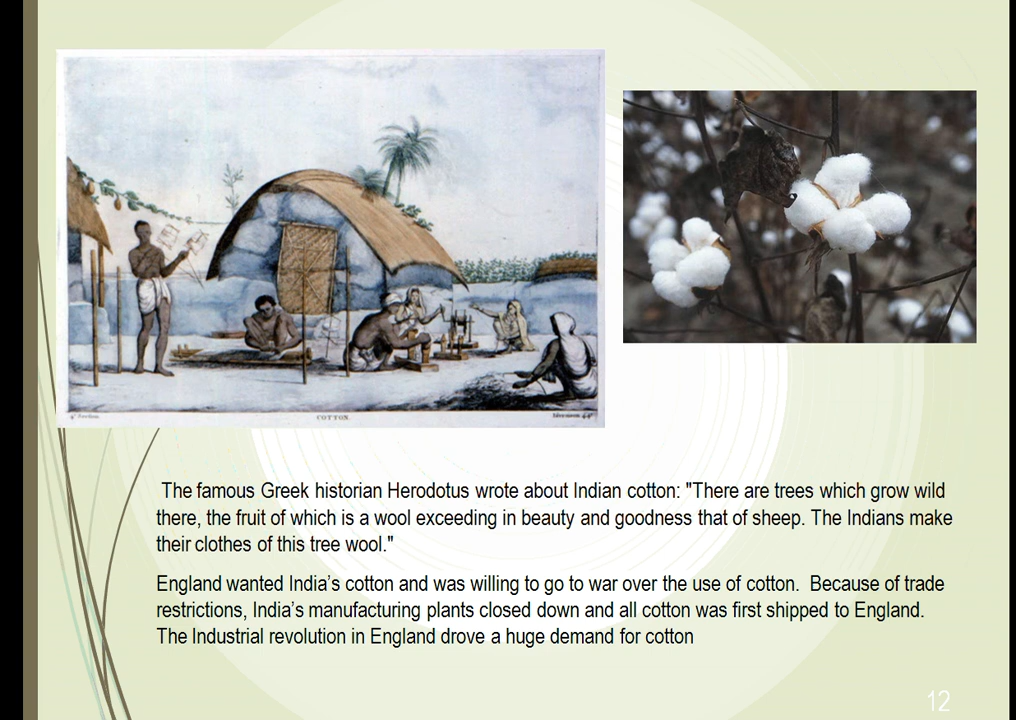 COTTON.
The famous Greek historian Herodotus wrote about Indian cotton: "There are trees which grow wild
there, the fruit of which is a wool exceeding in beauty and goodness that of sheep. The Indians make
their clothes of this tree wool."
England wanted India’s cotton and was willing to go to war over the use of cotton.  Because of trade
restrictions, India’s manufacturing plants closed down and all cotton was first shipped to England.
The Industrial revolution in England drove a huge demand for cotton
12